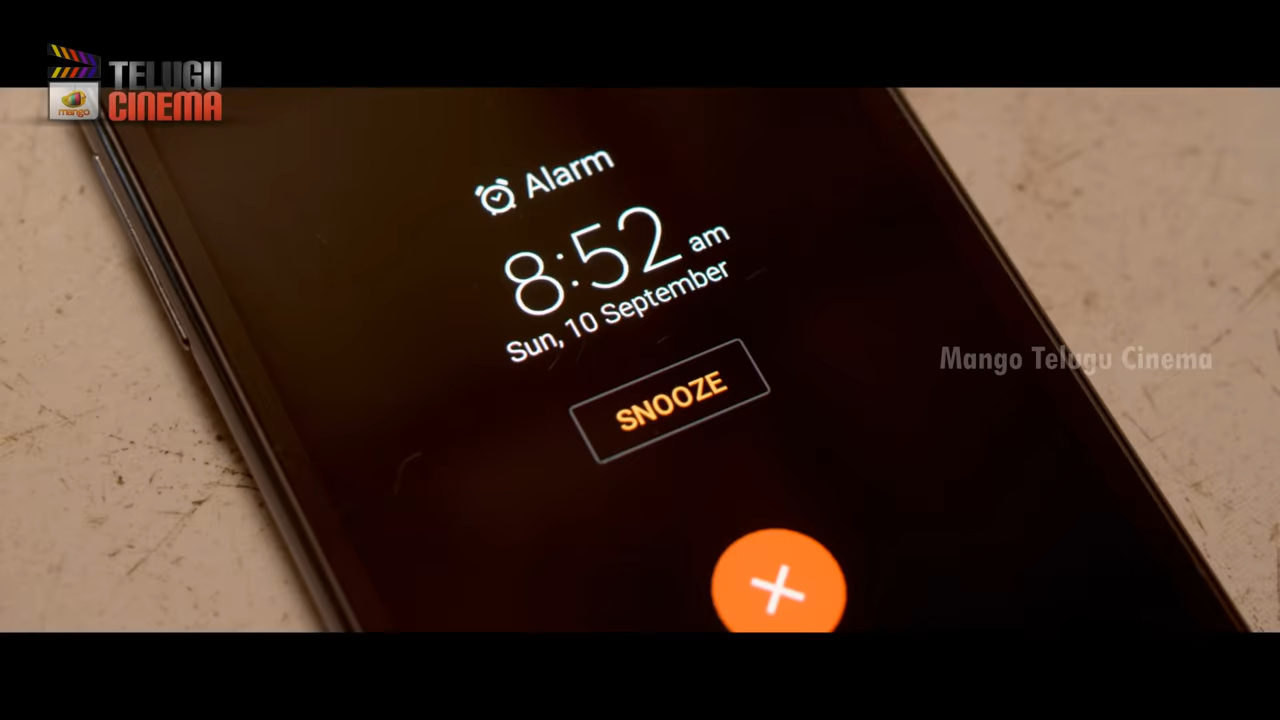 TELUGU
CINEMA
mango
Alarm
8:52 am
Sun, 10 September
SNOOZE
Mango Telugu Cinema